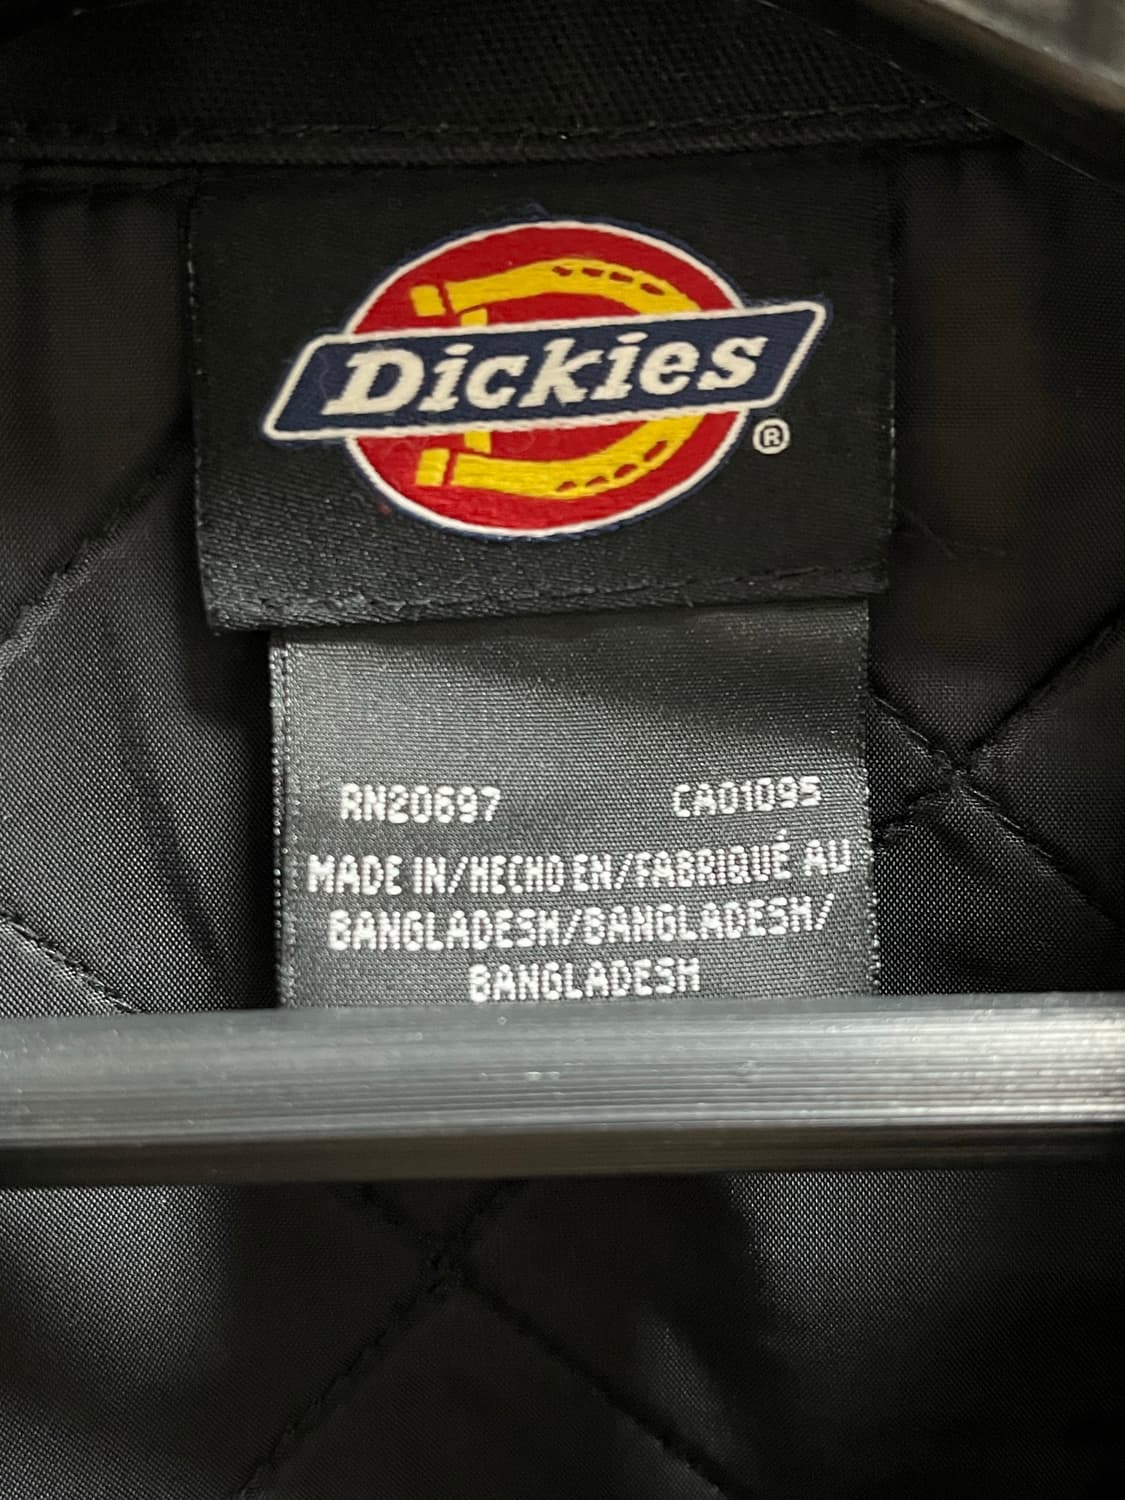 Dickies
®
RN20697 CA01095
MADE IN/HECHO EN/FABRIQUÉ AU
BANGLADESH/BANGLADESH/
BANGLADESH